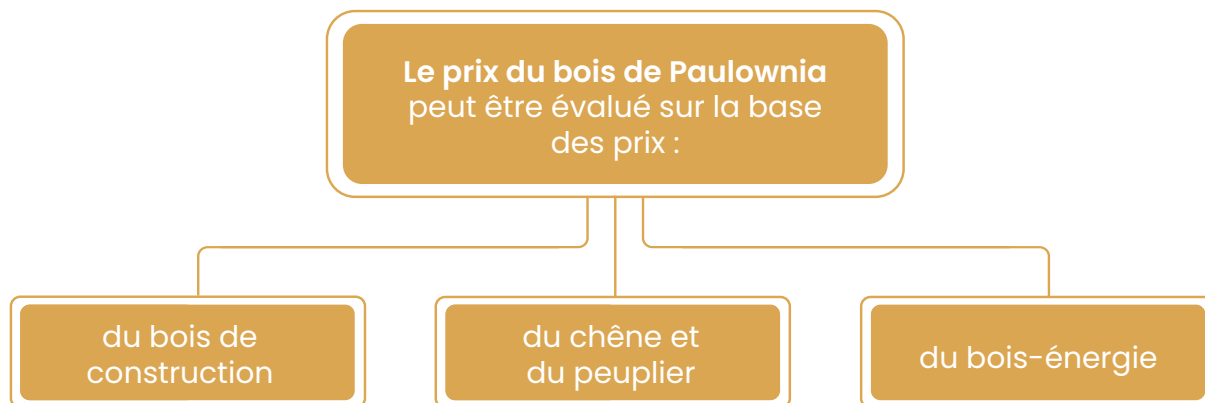 Le prix du bois de Paulownia
peut être évalué sur la base
des prix :
du bois de
construction
du chêne et
du peuplier
du bois-énergie